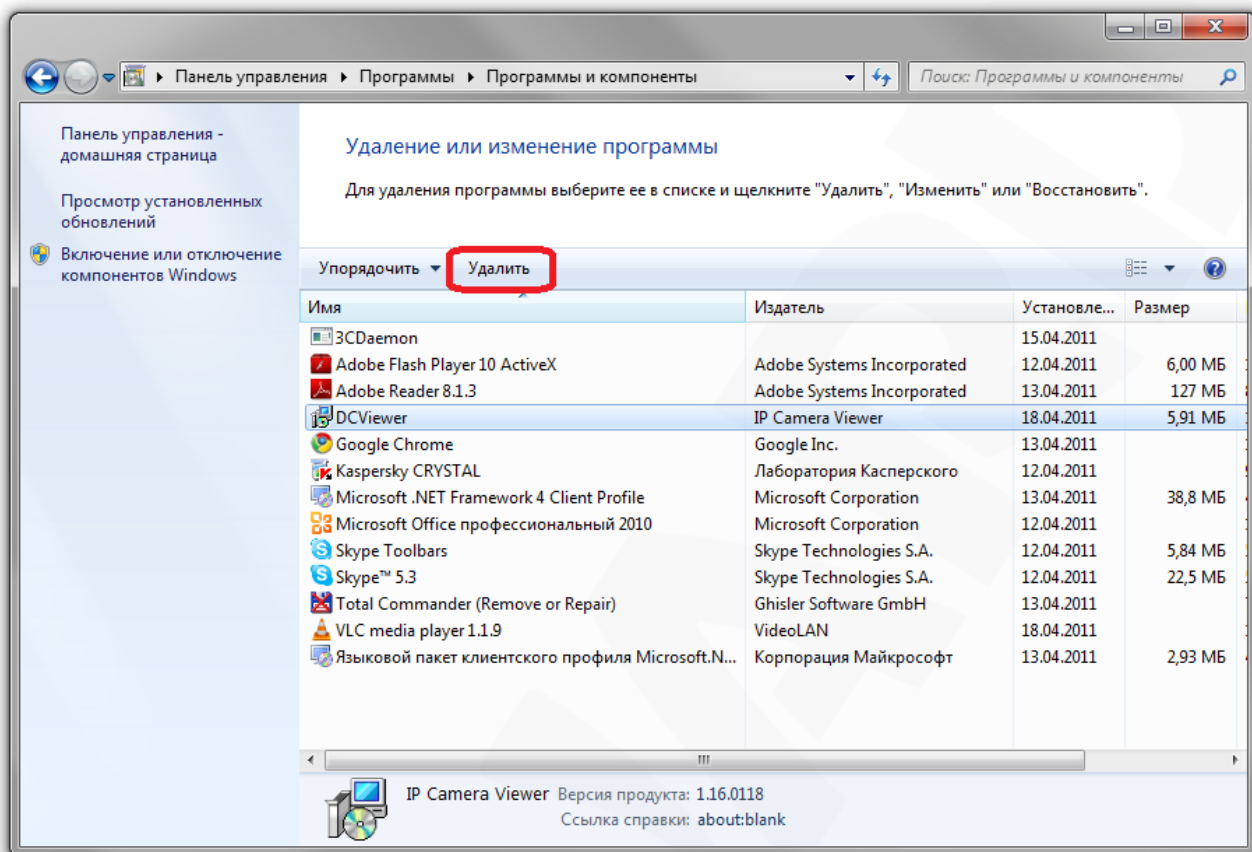 Панель управления ▸ Программы ▸ Программы и компоненты
Поиск: Программы и компоненты
Панель управления -
домашняя страница
Просмотр установленных
обновлений
Включение или отключение
компонентов Windows
Удаление или изменение программы
Для удаления программы выберите ее в списке и щелкните "Удалить", "Изменить" или "Восстановить".
Упорядочить Удалить
Имя Издатель Установле... Размер
3CDaemon 15.04.2011
Adobe Flash Player 10 ActiveX Adobe Systems Incorporated 12.04.2011 6,00 МБ
Adobe Reader 8.1.3 Adobe Systems Incorporated 13.04.2011 127 МБ
DCViewer IP Camera Viewer 18.04.2011 5,91 МБ
Google Chrome Google Inc. 13.04.2011
Kaspersky CRYSTAL Лаборатория Касперского 12.04.2011
Microsoft .NET Framework 4 Client Profile Microsoft Corporation 13.04.2011 38,8 МБ
Microsoft Office профессиональный 2010 Microsoft Corporation 12.04.2011
Skype Toolbars Skype Technologies S.A. 12.04.2011 5,84 МБ
Skype™ 5.3 Skype Technologies S.A. 12.04.2011 22,5 МБ
Total Commander (Remove or Repair) Ghisler Software GmbH 13.04.2011
VLC media player 1.1.9 VideoLAN 18.04.2011
Языковой пакет клиентского профиля Microsoft.N... Корпорация Майкрософт 13.04.2011 2,93 МБ
IP Camera Viewer Версия продукта: 1.16.0118
Ссылка справки: about:blank